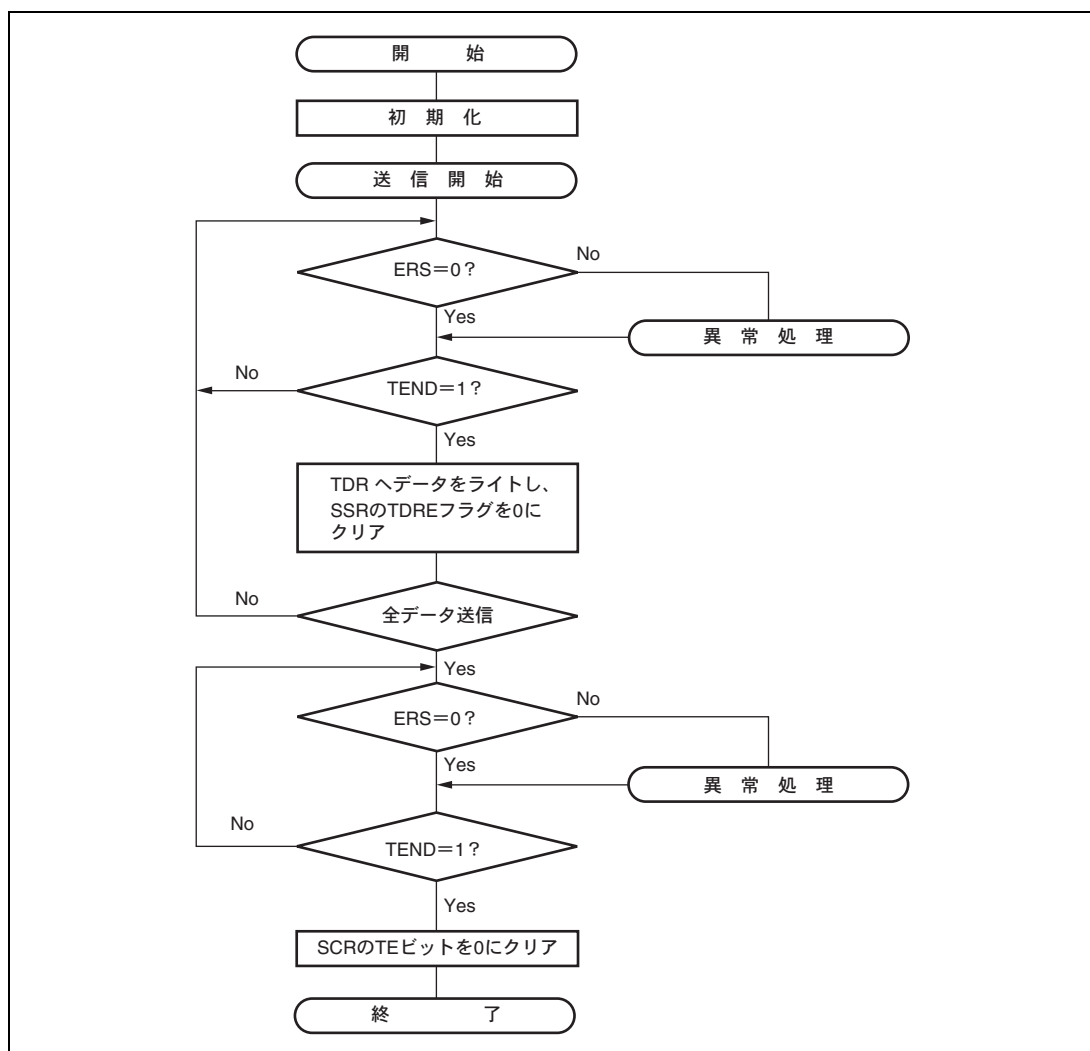 開 始
初 期 化
送 信 開 始
ERS=0?
No
Yes
異 常 処 理
No
TEND=1?
Yes
TDR へデータをライトし、
SSRのTDREフラグを0に
クリア
No
全データ送信
Yes
ERS=0?
No
Yes
異 常 処 理
No
TEND=1?
Yes
SCRのTEビットを0にクリア
終 了